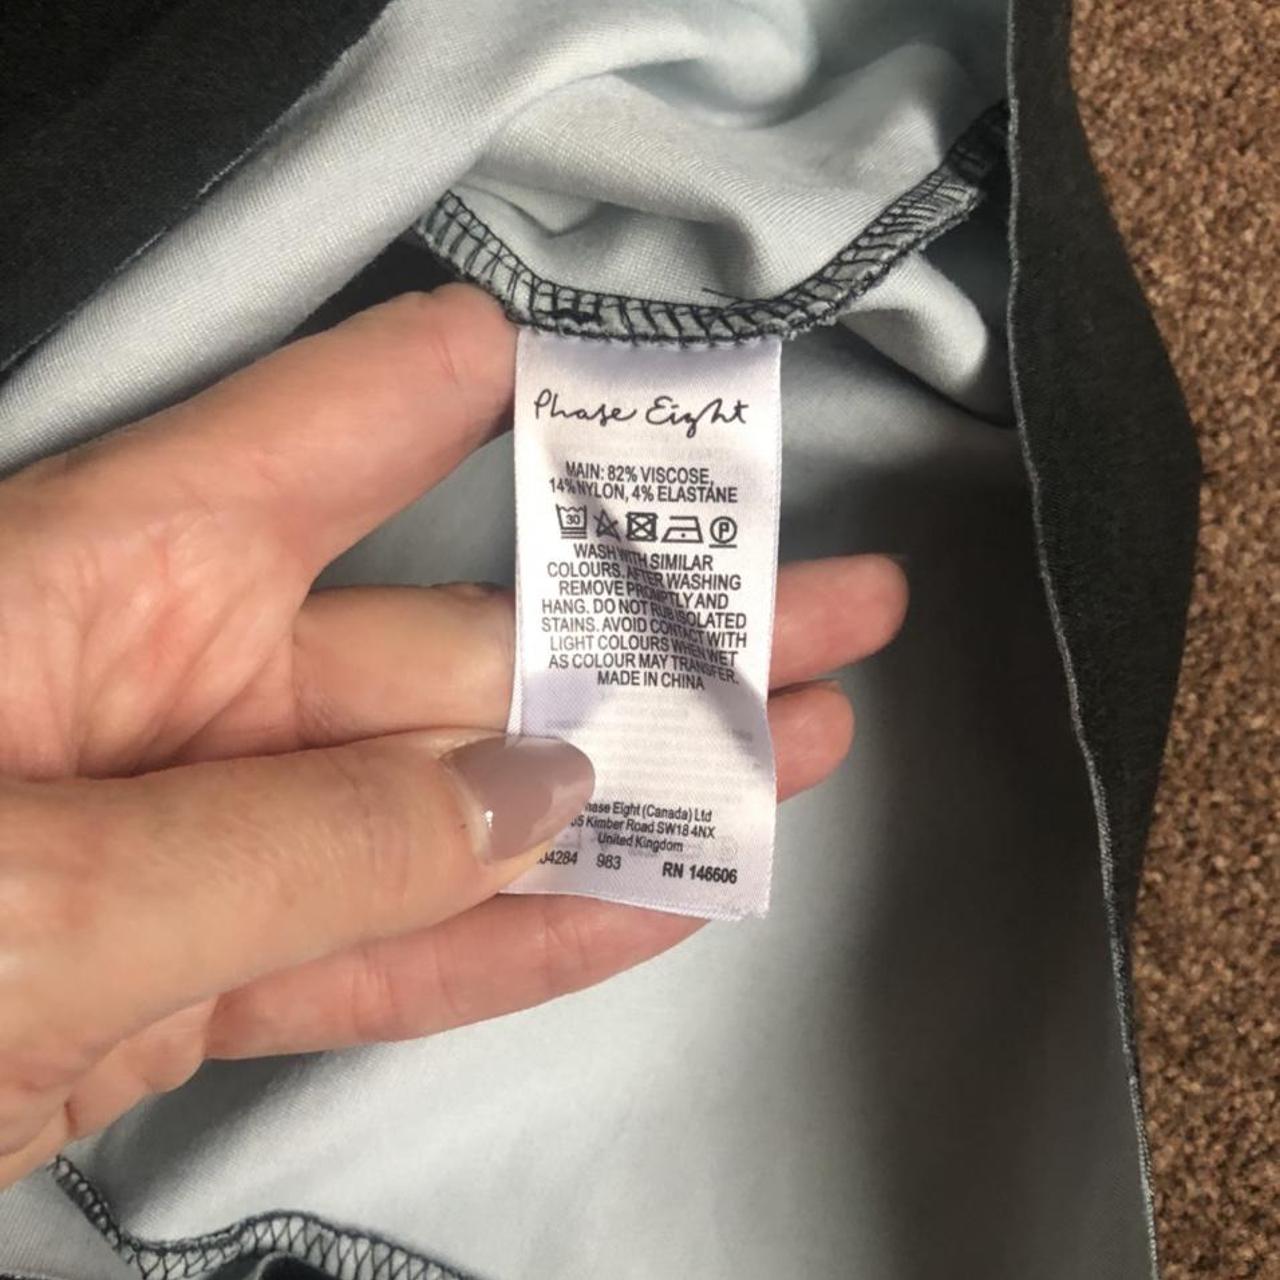 Phase Eight
MAIN: 82% VISCOSE,
14% NYLON, 4% ELASTANE
30 P
WASH WITH SIMILAR
COLOURS. AFTER WASHING
REMOVE PROMPTLY AND
HANG. DO NOT RUB ISOLATED
STAINS. AVOID CONTACT WITH
LIGHT COLOURS WHEN WET
AS COLOUR MAY TRANSFER.
MADE IN CHINA
hase Eight (Canada) Ltd
Kimber Road SW18 4NX
United Kingdom
4284 983 RN 146606